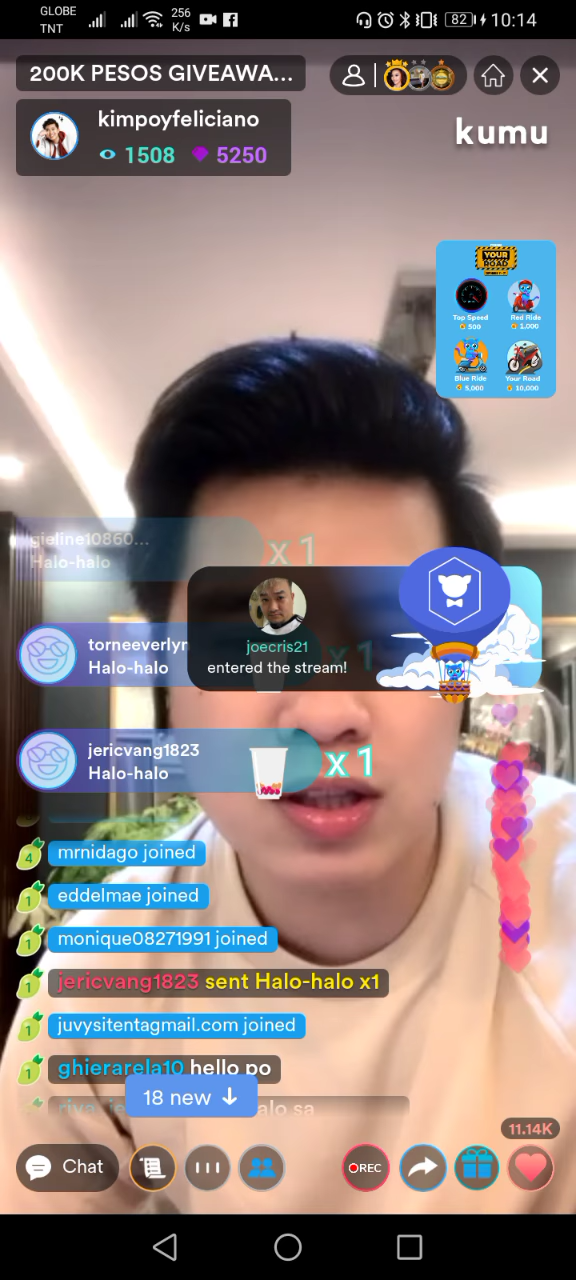 GLOBE
TNT
256
K/s
82
10:14
200K PESOS GIVEAWA...
kimpoyfeliciano
1508
5250
kumu
YOUR
ROAD
Top Speed
500
Red Ride
1,000
Blue Ride
5,000
Your Road
10,000
gieline10860...
Halo-halo
x 1
joecris21
entered the stream!
torneeverlyn
Halo-halo
x 1
jericvang1823
Halo-halo
x 1
4
mrnidago joined
1
eddelmae joined
1
monique08271991 joined
1
jericvang1823 sent Halo-halo x1
1
juvysitentagmail.com joined
1
ghierarela10 hello po
18 new
11.14K
Chat
REC